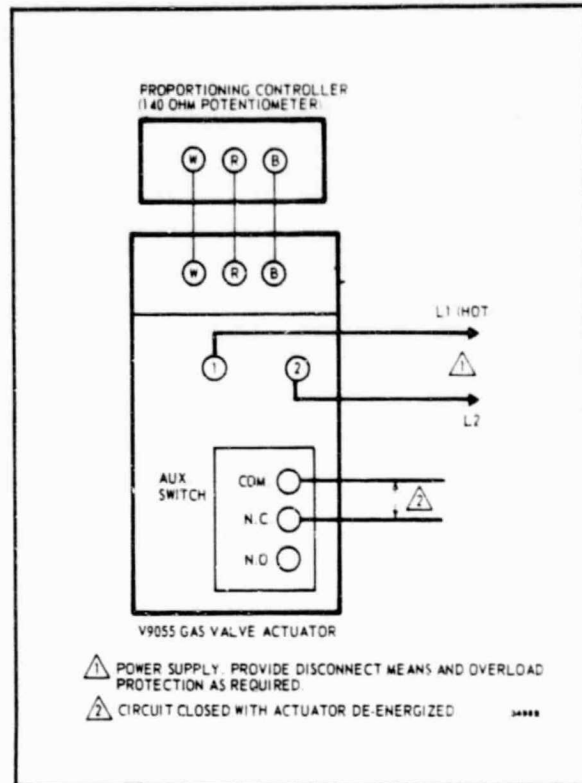 PROPORTIONING CONTROLLER
(140 OHM POTENTIOMETER)
W R B
W R B
L1 (HOT
1 2 1
L2
AUX
SWITCH
COM
N.C
2
N.O
V9055 GAS VALVE ACTUATOR
1 POWER SUPPLY. PROVIDE DISCONNECT MEANS AND OVERLOAD
PROTECTION AS REQUIRED.
2 CIRCUIT CLOSED WITH ACTUATOR DE-ENERGIZED